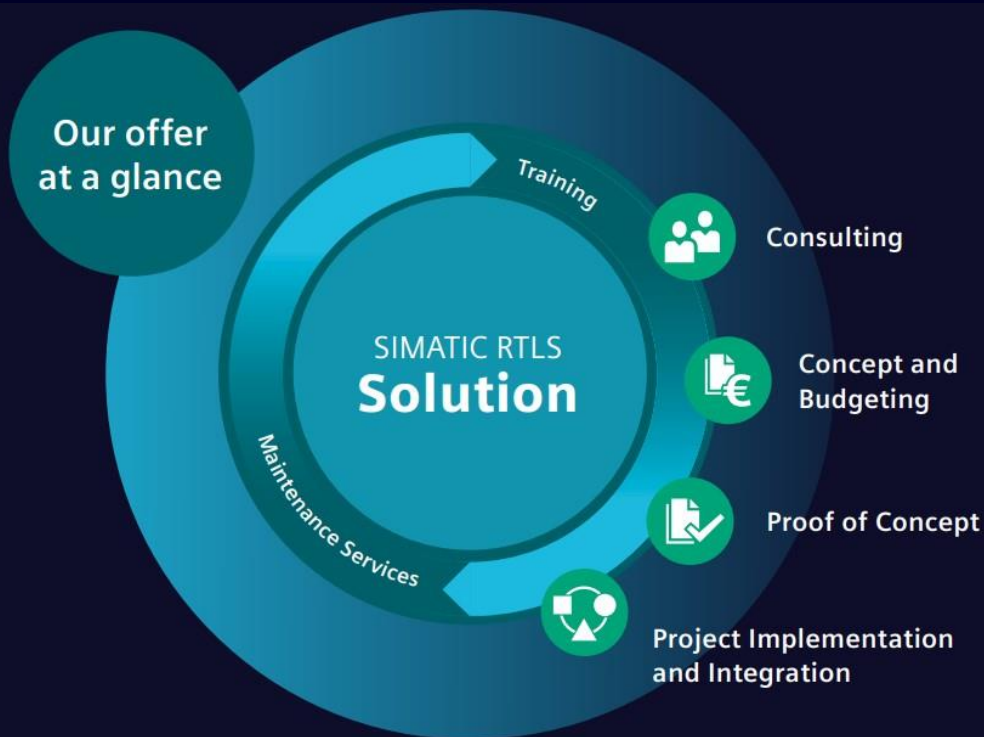 Our offer
at a glance
Training
Consulting
SIMATIC RTLS
Solution
Concept and
Budgeting
Maintenance Services
Proof of Concept
Project Implementation
and Integration